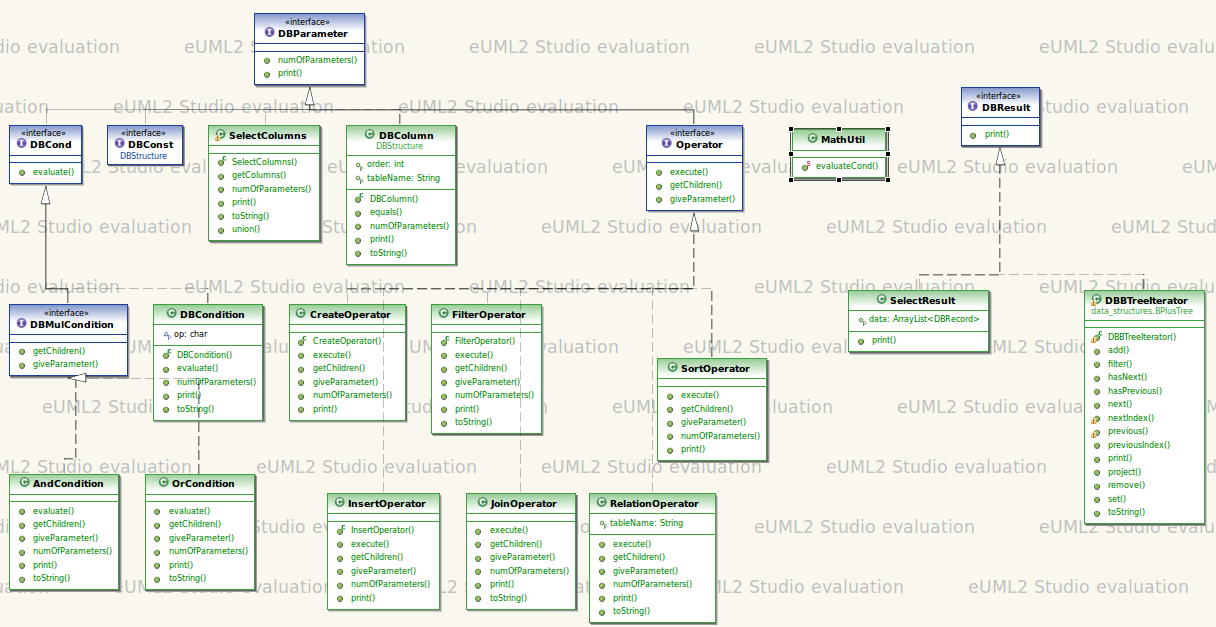 «interface»
DBParameter
numOfParameters()
print()
«interface»
DBCond
evaluate()
«interface»
DBConst
DBStructure
SelectColumns
SelectColumns()
getColumns()
numOfParameters()
print()
toString()
union()
DBColumn
DBStructure
order: int
tableName: String
DBColumn()
equals()
numOfParameters()
print()
toString()
«interface»
Operator
execute()
getChildren()
giveParameter()
MathUtil
evaluateCond()
«interface»
DBResult
print()
«interface»
DBMulCondition
getChildren()
giveParameter()
DBCondition
op: char
DBCondition()
evaluate()
numOfParameters()
print()
toString()
CreateOperator
CreateOperator()
execute()
getChildren()
giveParameter()
numOfParameters()
print()
FilterOperator
FilterOperator()
execute()
getChildren()
giveParameter()
numOfParameters()
print()
toString()
SortOperator
execute()
getChildren()
giveParameter()
numOfParameters()
print()
SelectResult
data: ArrayList<DBRecord>
print()
DBBTreeIterator
data_structures.BPlusTree
DBBTreeIterator()
add()
filter()
hasNext()
hasPrevious()
next()
nextIndex()
previous()
previousIndex()
print()
project()
remove()
set()
toString()
AndCondition
evaluate()
getChildren()
giveParameter()
numOfParameters()
print()
toString()
OrCondition
evaluate()
getChildren()
giveParameter()
numOfParameters()
print()
toString()
InsertOperator
InsertOperator()
execute()
getChildren()
giveParameter()
numOfParameters()
print()
JoinOperator
execute()
getChildren()
giveParameter()
numOfParameters()
print()
toString()
RelationOperator
tableName: String
execute()
getChildren()
giveParameter()
numOfParameters()
print()
toString()
eUML2 Studio evaluation